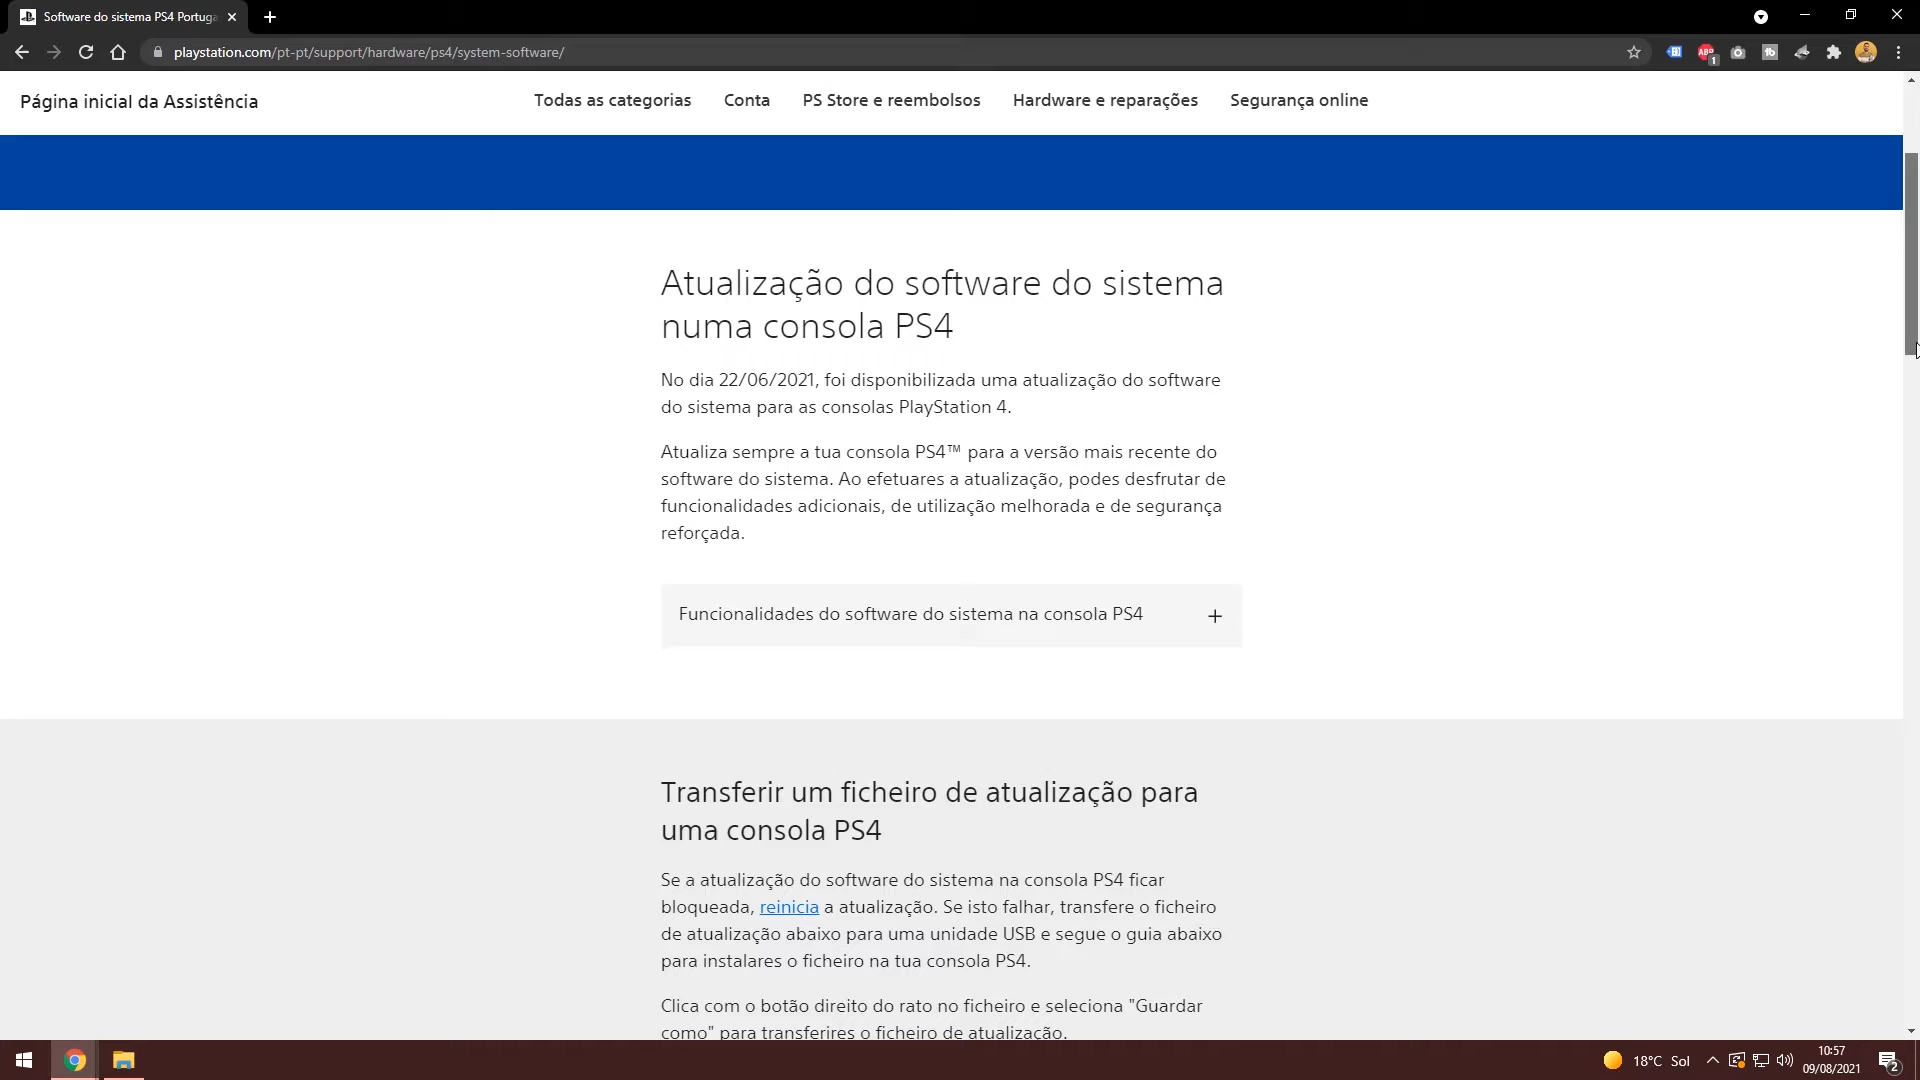 Software do sistema PS4 Portuga
playstation.com/pt-pt/support/hardware/ps4/system-software/
ABP
1
Página inicial da Assistência
Todas as categorias
Conta
PS Store e reembolsos
Hardware e reparações
Segurança online
Atualização do software do sistema
numa consola PS4
No dia 22/06/2021, foi disponibilizada uma atualização do software
do sistema para as consolas PlayStation 4.
Atualiza sempre a tua consola PS4™ para a versão mais recente do
software do sistema. Ao efetuares a atualização, podes desfrutar de
funcionalidades adicionais, de utilização melhorada e de segurança
reforçada.
Funcionalidades do software do sistema na consola PS4
Transferir um ficheiro de atualização para
uma consola PS4
Se a atualização do software do sistema na consola PS4 ficar
bloqueada, reinicia a atualização. Se isto falhar, transfere o ficheiro
de atualização abaixo para uma unidade USB e segue o guia abaixo
para instalares o ficheiro na tua consola PS4.
Clica com o botão direito do rato no ficheiro e seleciona "Guardar
como" para transferires o ficheiro de atualização.
18°C Sol
10:57
09/08/2021
2